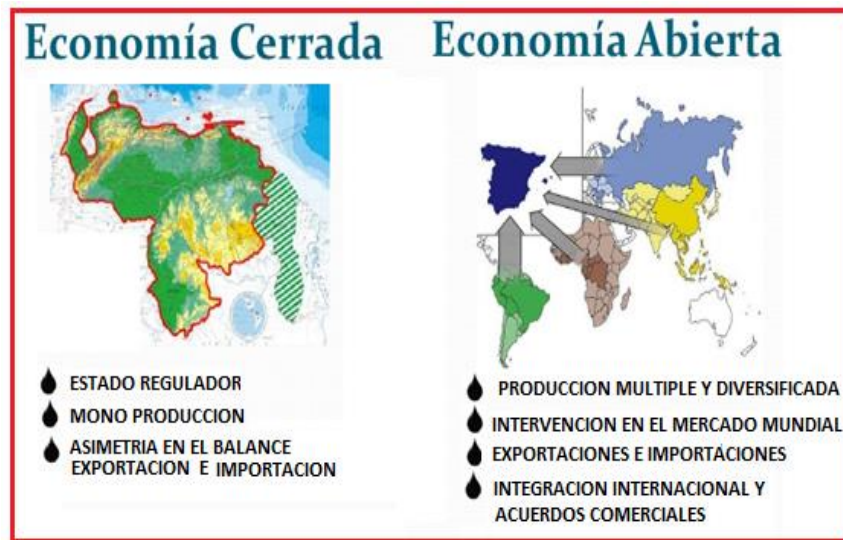 Economía Cerrada
ESTADO REGULADOR
MONO PRODUCCION
ASIMETRIA EN EL BALANCE
EXPORTACION E IMPORTACION
Economía Abierta
PRODUCCION MULTIPLE Y DIVERSIFICADA
INTERVENCION EN EL MERCADO MUNDIAL
EXPORTACIONES E IMPORTACIONES
INTEGRACION INTERNACIONAL Y
ACUERDOS COMERCIALES